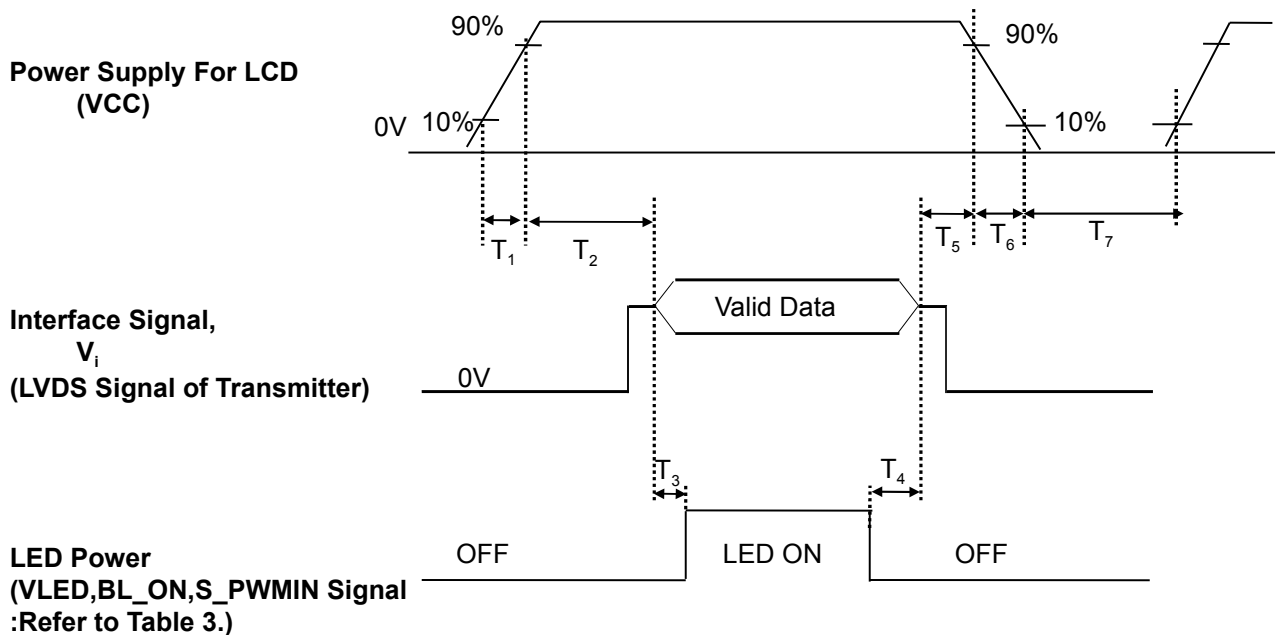 90%
90%
Power Supply For LCD
(VCC)
0V
10%
10%
T1
T2
T5
T6
T7
Interface Signal,
Vi
(LVDS Signal of Transmitter)
Valid Data
0V
T3
T4
LED Power
(VLED,BL_ON,S_PWMIN Signal
:Refer to Table 3.)
OFF
LED ON
OFF